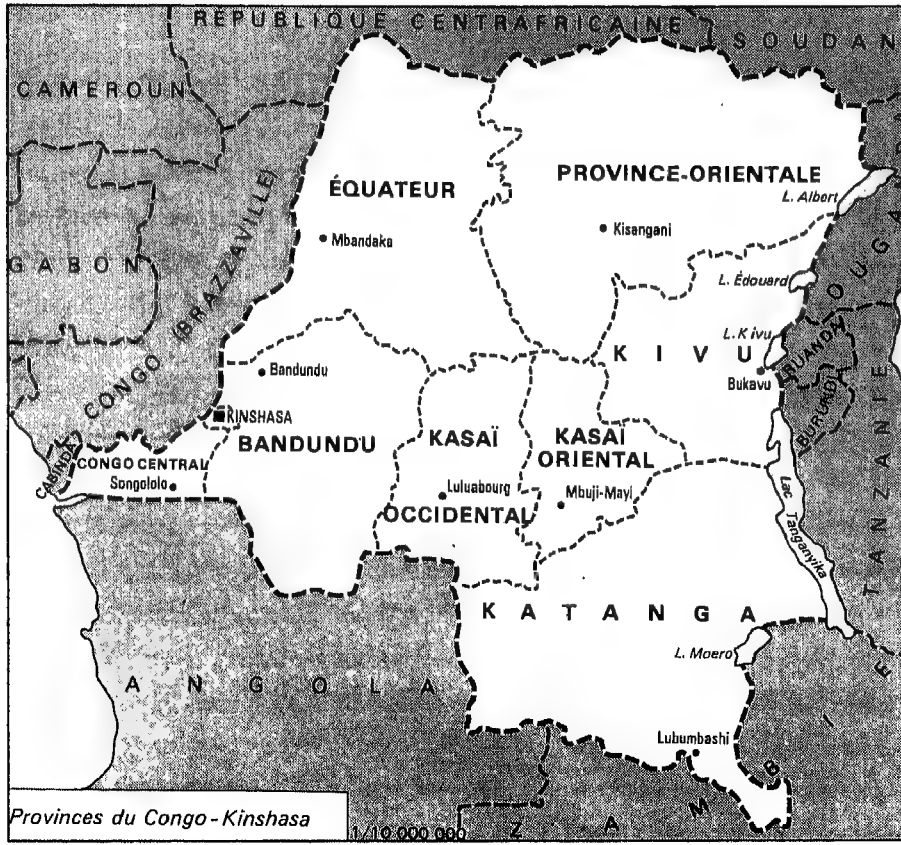 RÉPUBLIQUE CENTRAFRICAINE
SOUDAN
CAMEROUN
ÉQUATEUR
PROVINCE-ORIENTALE
L. Albert
Mbandaka
Kisangani
GABON
CONGO (BRAZZAVILLE)
L. Édouard
OUGA
L. Kivu
KIVU
RUANDA
Bandundu
Bukavu
BURUNDI
KINSHASA
BANDUNDU
KASAÏ
KASAÏ
ORIENTAL
CABINDA
CONGO CENTRAL
Songololo
Luluabourg
Mbuji-Mayi
OCCIDENTAL
Lac Tanganyika
TANZANIE
KATANGA
L. Moero
ANGOLA
Lubumbashi
ZAMBIE
Provinces du Congo-Kinshasa
1/10 000 000